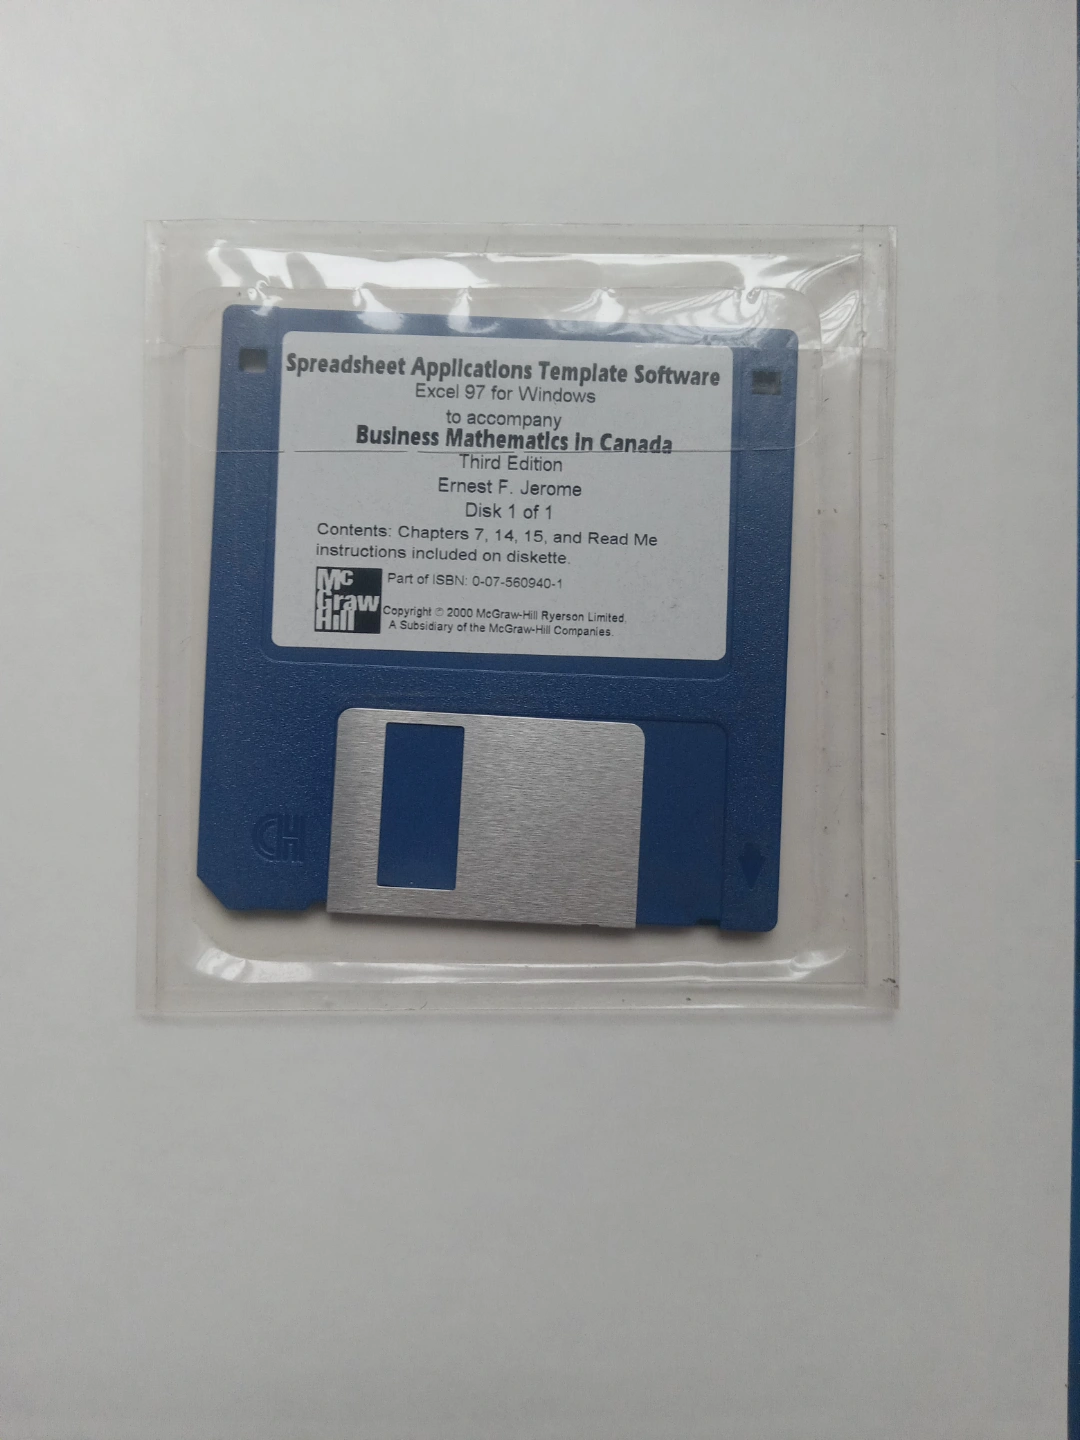 Spreadsheet Applications Template Software
Excel 97 for Windows
to accompany
Business Mathematics in Canada
Third Edition
Ernest F. Jerome
Disk 1 of 1
Contents: Chapters 7, 14, 15, and Read Me
instructions included on diskette.
Mc
Graw
Hill
Part of ISBN: 0-07-560940-1
Copyright © 2000 McGraw-Hill Ryerson Limited.
A Subsidiary of the McGraw-Hill Companies.
CH